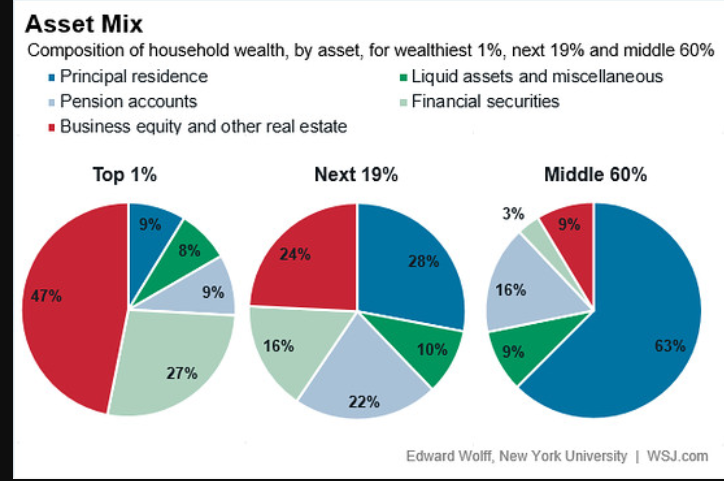 Asset Mix
Composition of household wealth, by asset, for wealthiest 1%, next 19% and middle 60%
Principal residence
Liquid assets and miscellaneous
Pension accounts
Financial securities
Business equity and other real estate
Top 1%
9%
8%
9%
27%
47%
Next 19%
28%
10%
22%
16%
24%
Middle 60%
63%
9%
16%
3%
9%
Edward Wolff, New York University | WSJ.com